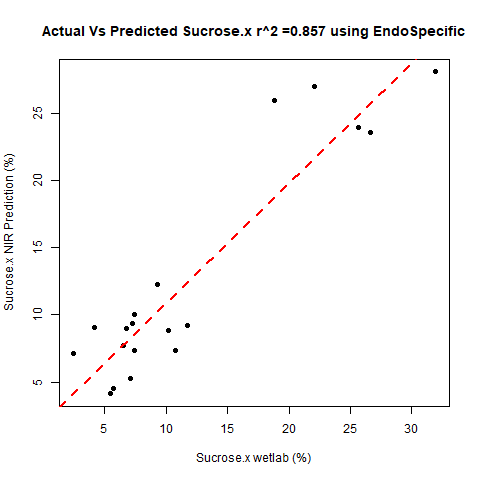 Actual Vs Predicted Sucrose.x r^2 =0.857 using EndoSpecific
Sucrose.x NIR Prediction (%)
25
20
15
10
5
5 10 15 20 25 30
Sucrose.x wetlab (%)